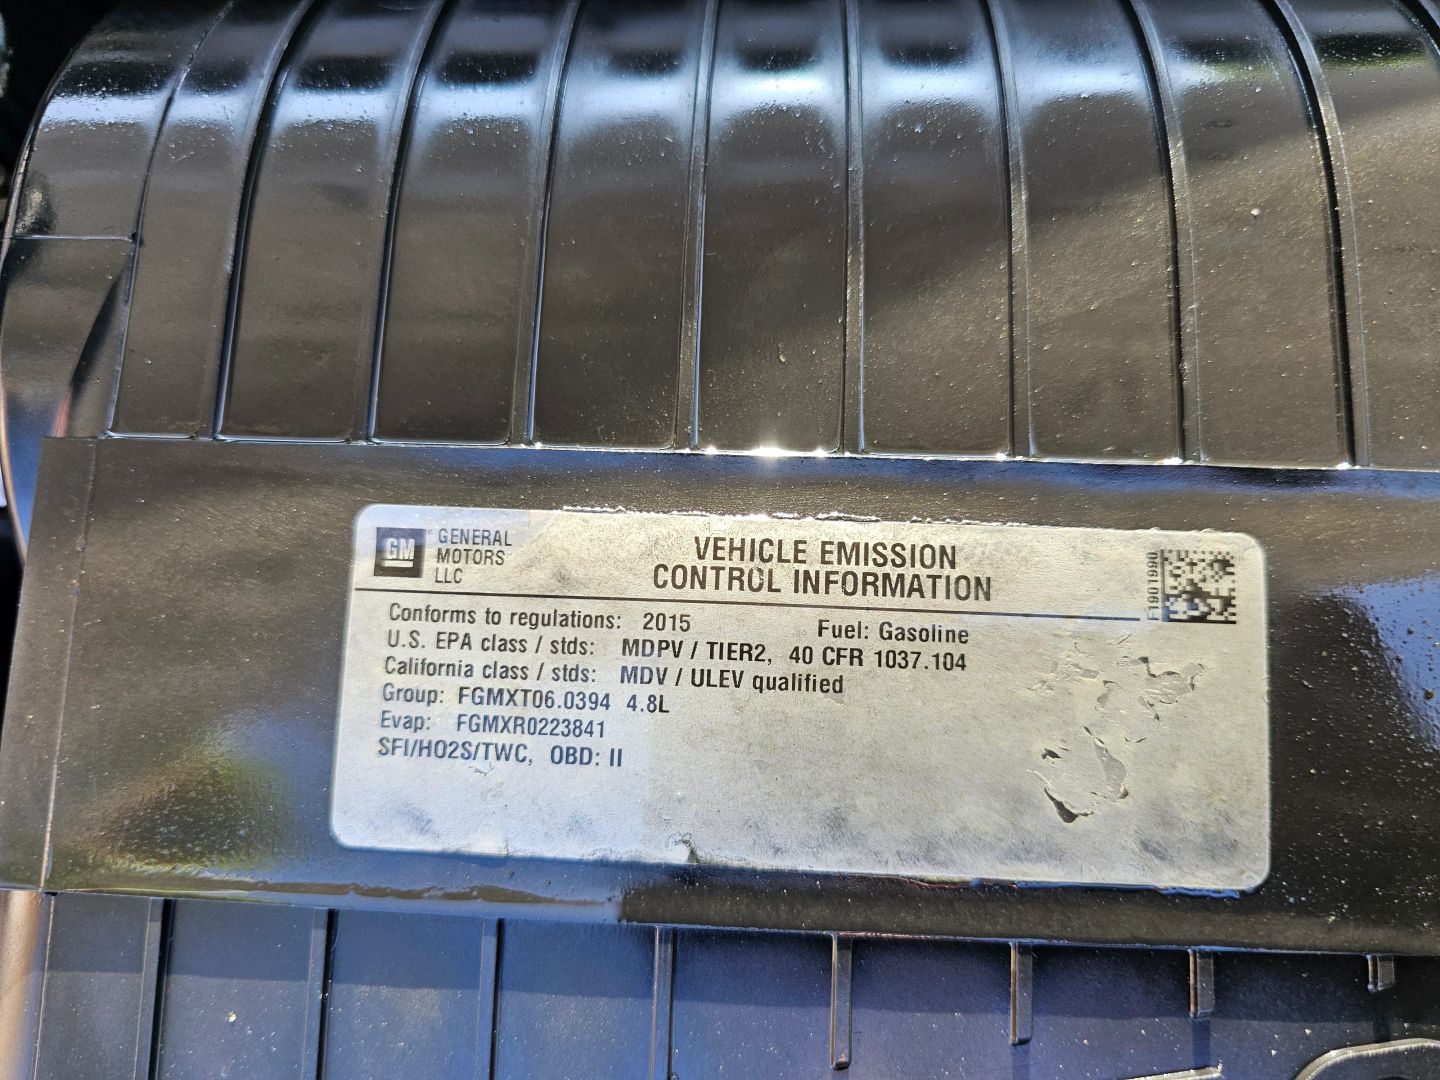 GM GENERAL
MOTORS
LLC
VEHICLE EMISSION
CONTROL INFORMATION
F1901990
Conforms to regulations: 2015 Fuel: Gasoline
U.S. EPA class / stds: MDPV / TIER2, 40 CFR 1037.104
California class / stds: MDV / ULEV qualified
Group: FGMXT06.0394 4.8L
Evap: FGMXR0223841
SFI/HO2S/TWC, OBD: II